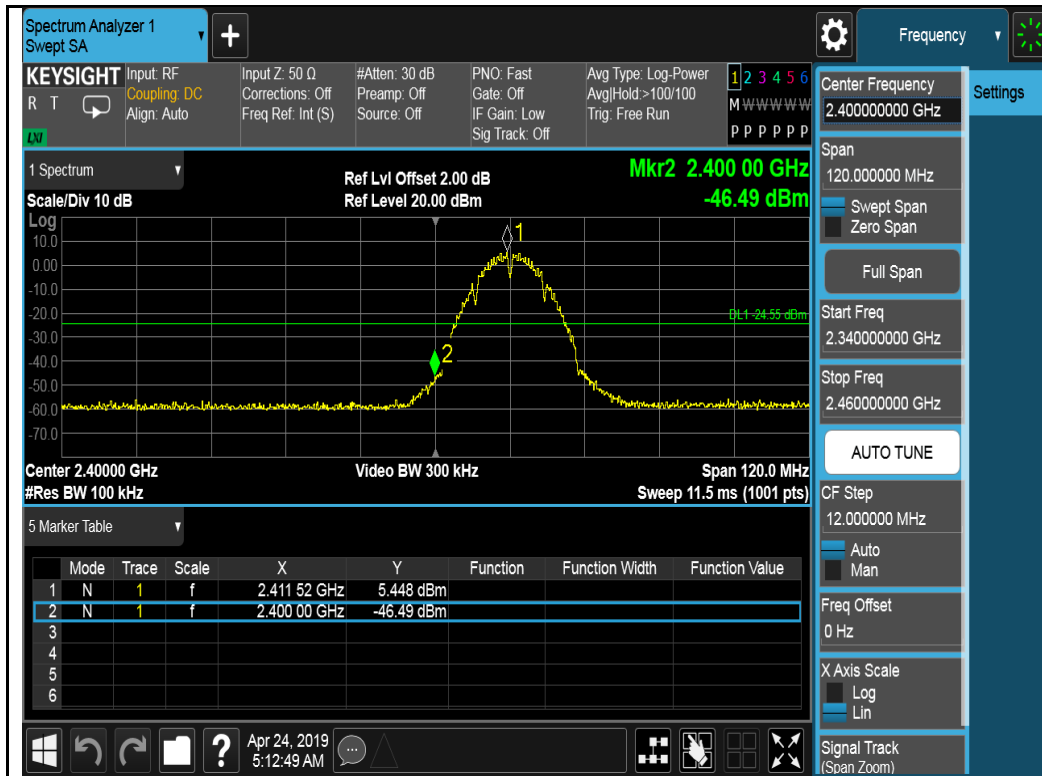 Spectrum Analyzer 1
Swept SA
+
Frequency
KEYSIGHT
R T
LXI
Input: RF
Coupling: DC
Align: Auto
Input Z: 50 Ω
Corrections: Off
Freq Ref: Int (S)
#Atten: 30 dB
Preamp: Off
Source: Off
PNO: Fast
Gate: Off
IF Gain: Low
Sig Track: Off
Avg Type: Log-Power
Avg|Hold:>100/100
Trig: Free Run
1 2 3 4 5 6
M W W W W W
P P P P P P
1 Spectrum
Scale/Div 10 dB
Ref Lvl Offset 2.00 dB
Ref Level 20.00 dBm
Mkr2 2.400 00 GHz
-46.49 dBm
Log
10.0
0.00
-10.0
-20.0
-30.0
-40.0
-50.0
-60.0
-70.0
1
2
DL1 -24.55 dBm
Center 2.40000 GHz
Video BW 300 kHz
Span 120.0 MHz
#Res BW 100 kHz
Sweep 11.5 ms (1001 pts)
5 Marker Table
Mode Trace Scale X Y Function Function Width Function Value
1 N 1 f 2.411 52 GHz 5.448 dBm
2 N 1 f 2.400 00 GHz -46.49 dBm
3
4
5
6
?
Apr 24, 2019
5:12:49 AM
Center Frequency
2.400000000 GHz
Settings
Span
120.000000 MHz
Swept Span
Zero Span
Full Span
Start Freq
2.340000000 GHz
Stop Freq
2.460000000 GHz
AUTO TUNE
CF Step
12.000000 MHz
Auto
Man
Freq Offset
0 Hz
X Axis Scale
Log
Lin
Signal Track
(Span Zoom)